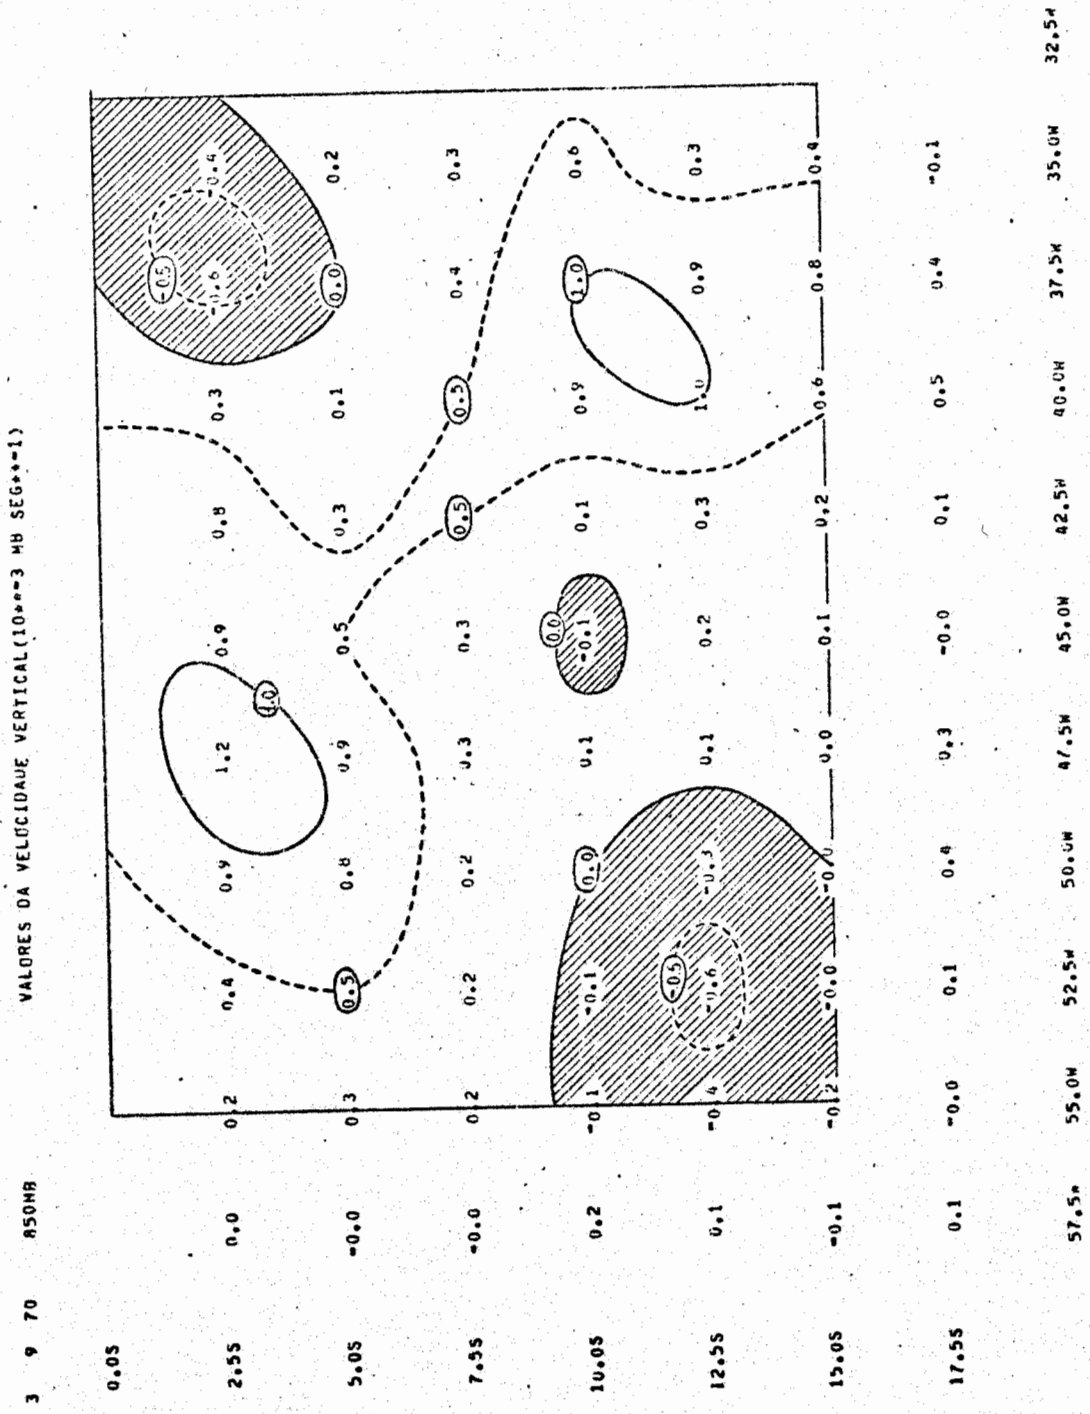 3 9 70 850MB VALORES DA VELOCIDADE VERTICAL(10**-3 MB SEG**-1)
0.0S
-0.5
2.5S 0.0 0.2 0.4 0.9 1.2 0.9 0.8 0.3 -0.6 -0.4
1.0
5.0S -0.0 0.3 0.5 0.8 0.9 0.5 0.3 0.1 0.0 0.2
7.5S -0.0 0.2 0.2 0.2 0.3 0.3 0.5 0.5 0.4 0.3
0.0
10.0S 0.2 -0.1 -0.1 0.0 0.1 -0.1 0.1 0.9 1.0 0.6
-0.5
12.5S 0.1 -0.4 -0.6 -0.3 0.1 0.2 0.3 1.0 0.9 0.3
15.0S -0.1 -0.2 -0.0 0.0 0.1 0.2 0.6 0.8 0.4
17.5S 0.1 -0.0 0.1 0.4 0.3 -0.0 0.1 0.5 0.4 -0.1
57.5W 55.0W 52.5W 50.0W 47.5W 45.0W 42.5W 40.0W 37.5W 35.0W 32.5W